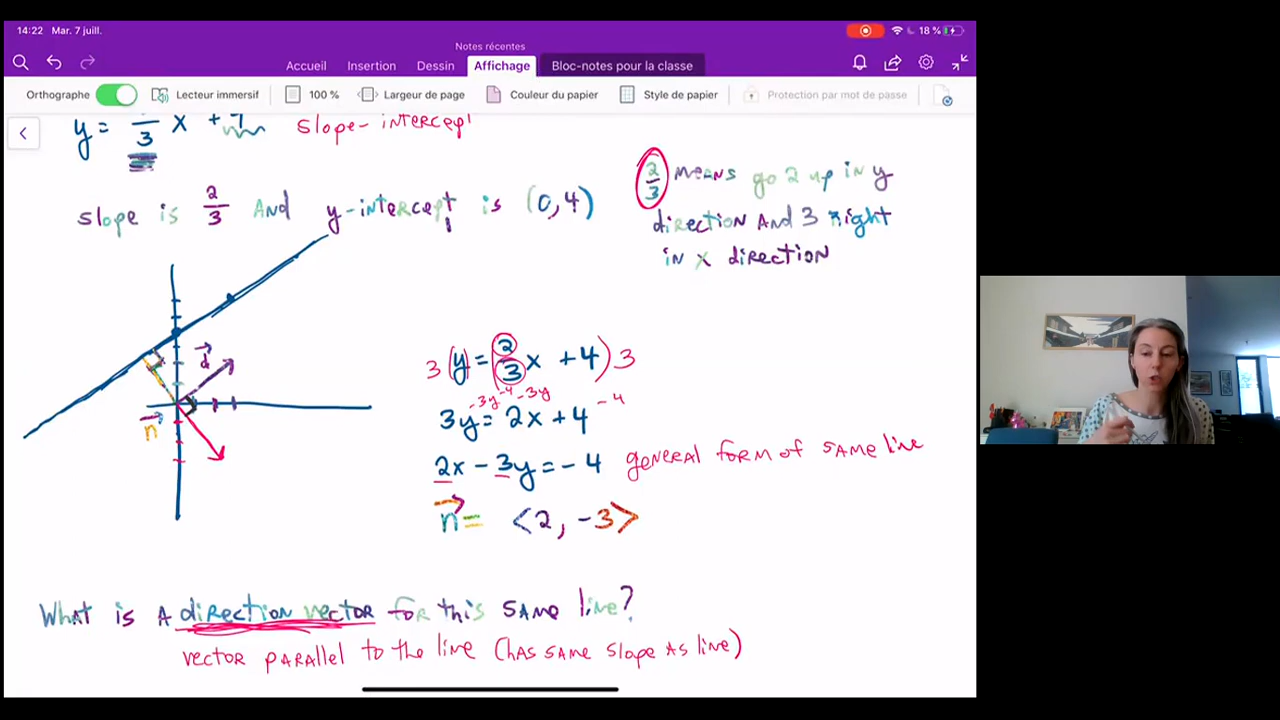 14:22 Mar. 7 juill.
18 %
Notes récentes
Accueil Insertion Dessin Affichage Bloc-notes pour la classe
Orthographe Lecteur immersif 100 % Largeur de page Couleur du papier Style de papier Protection par mot de passe
y = 3 x + slope-intercept
2/3 means go 2 up in y
direction and 3 right
in x direction
slope is 2/3 and y-intercept is (0,4)
d
n
3(y = 2/3 x + 4)3
-3y -4 -3y -4
3y = 2x + 4
2x - 3y = -4 general form of same line
n = <2, -3>
What is a direction vector for this same line?
vector parallel to the line (has same slope as line)